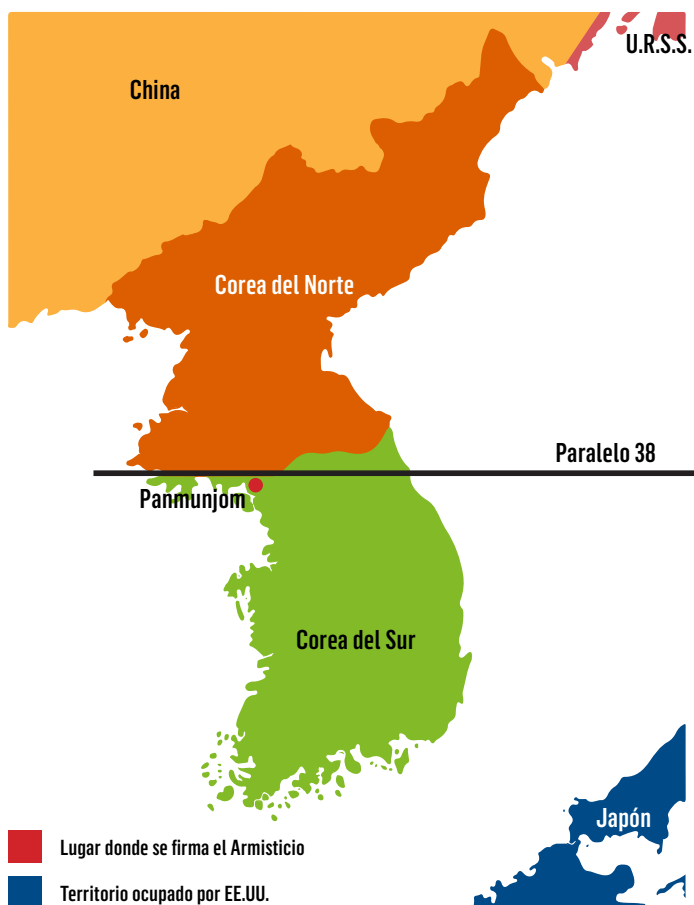 U.R.S.S.
China
Corea del Norte
Paralelo 38
Panmunjom
Corea del Sur
Japón
Lugar donde se firma el Armisticio
Territorio ocupado por EE.UU.